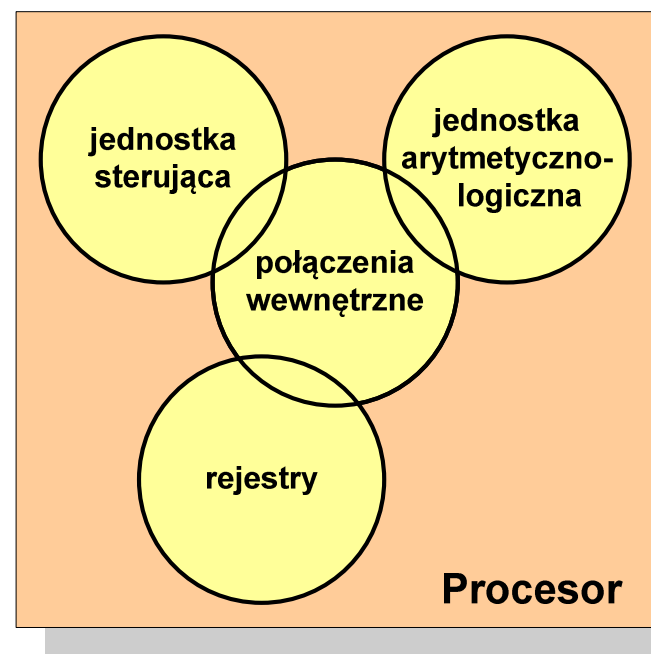 jednostka
sterująca
jednostka
arytmetyczno-
logiczna
połączenia
wewnętrzne
rejestry
Procesor